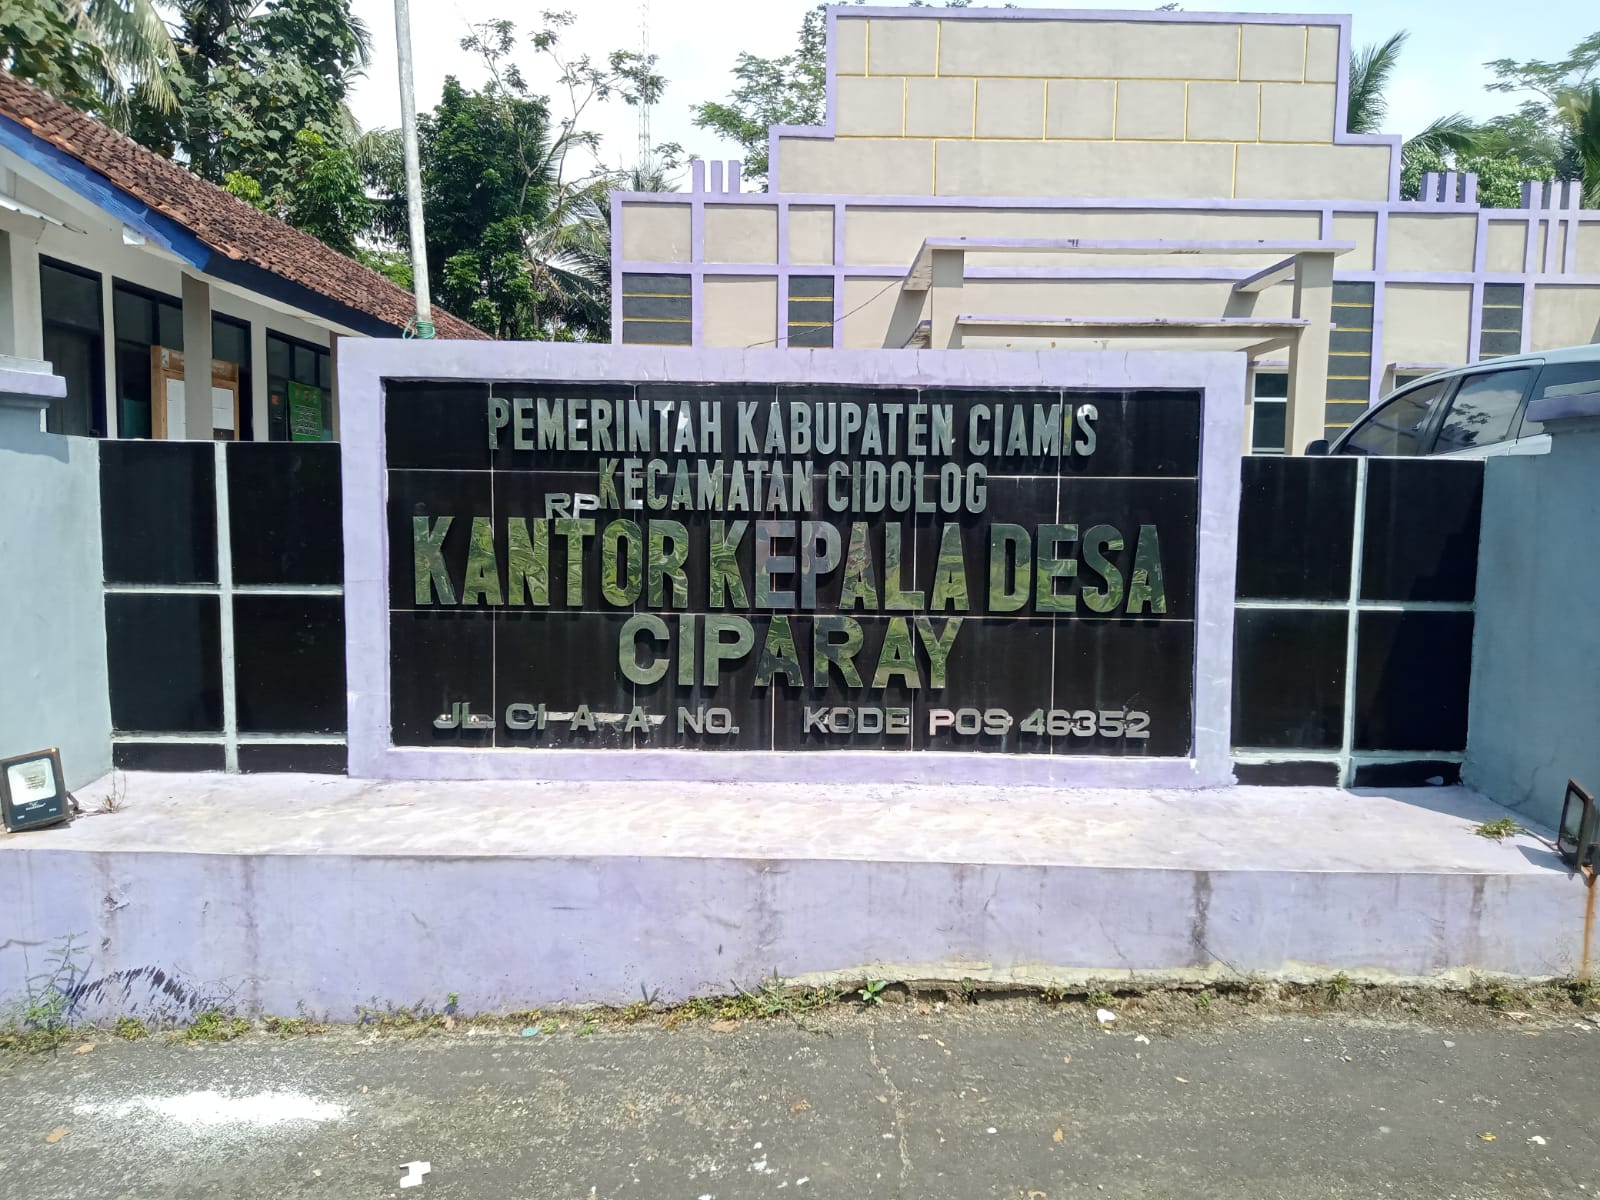 PEMERINTAH KABUPATEN CIAMIS
KECAMATAN CIDOLOG
RP
KANTOR KEPALA DESA
CIPARAY
JL. CI A A NO. KODE POS 46352